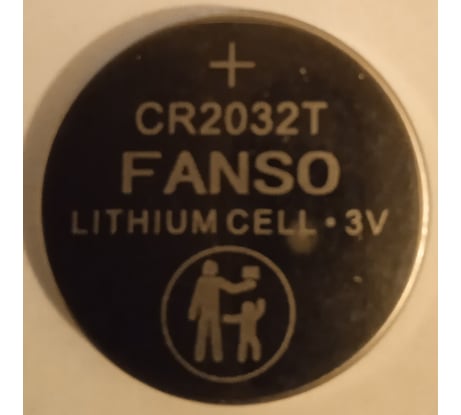 +
CR2032T
FANSO
LITHIUM CELL • 3V